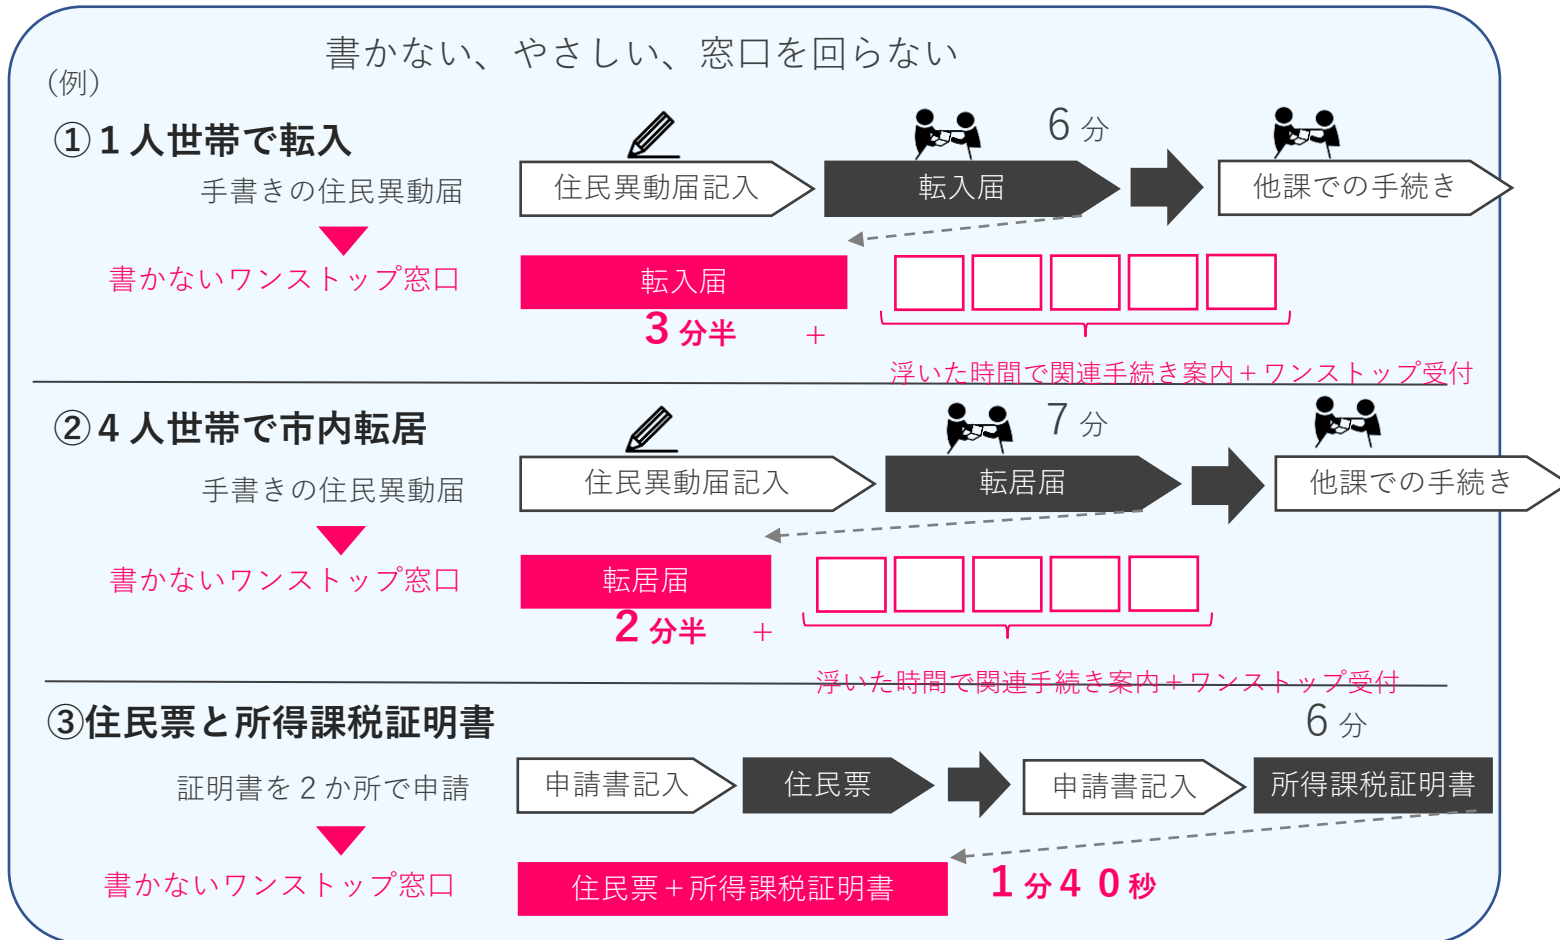 書かない、やさしい、窓口を回らない
（例）
①１人世帯で転入
6分
手書きの住民異動届
住民異動届記入
転入届
他課での手続き
書かないワンストップ窓口
転入届
３分半
＋
浮いた時間で関連手続き案内＋ワンストップ受付
②４人世帯で市内転居
7分
手書きの住民異動届
住民異動届記入
転居届
他課での手続き
書かないワンストップ窓口
転居届
２分半
＋
浮いた時間で関連手続き案内＋ワンストップ受付
③住民票と所得課税証明書
6分
証明書を２か所で申請
申請書記入
住民票
申請書記入
所得課税証明書
書かないワンストップ窓口
住民票＋所得課税証明書
１分４０秒